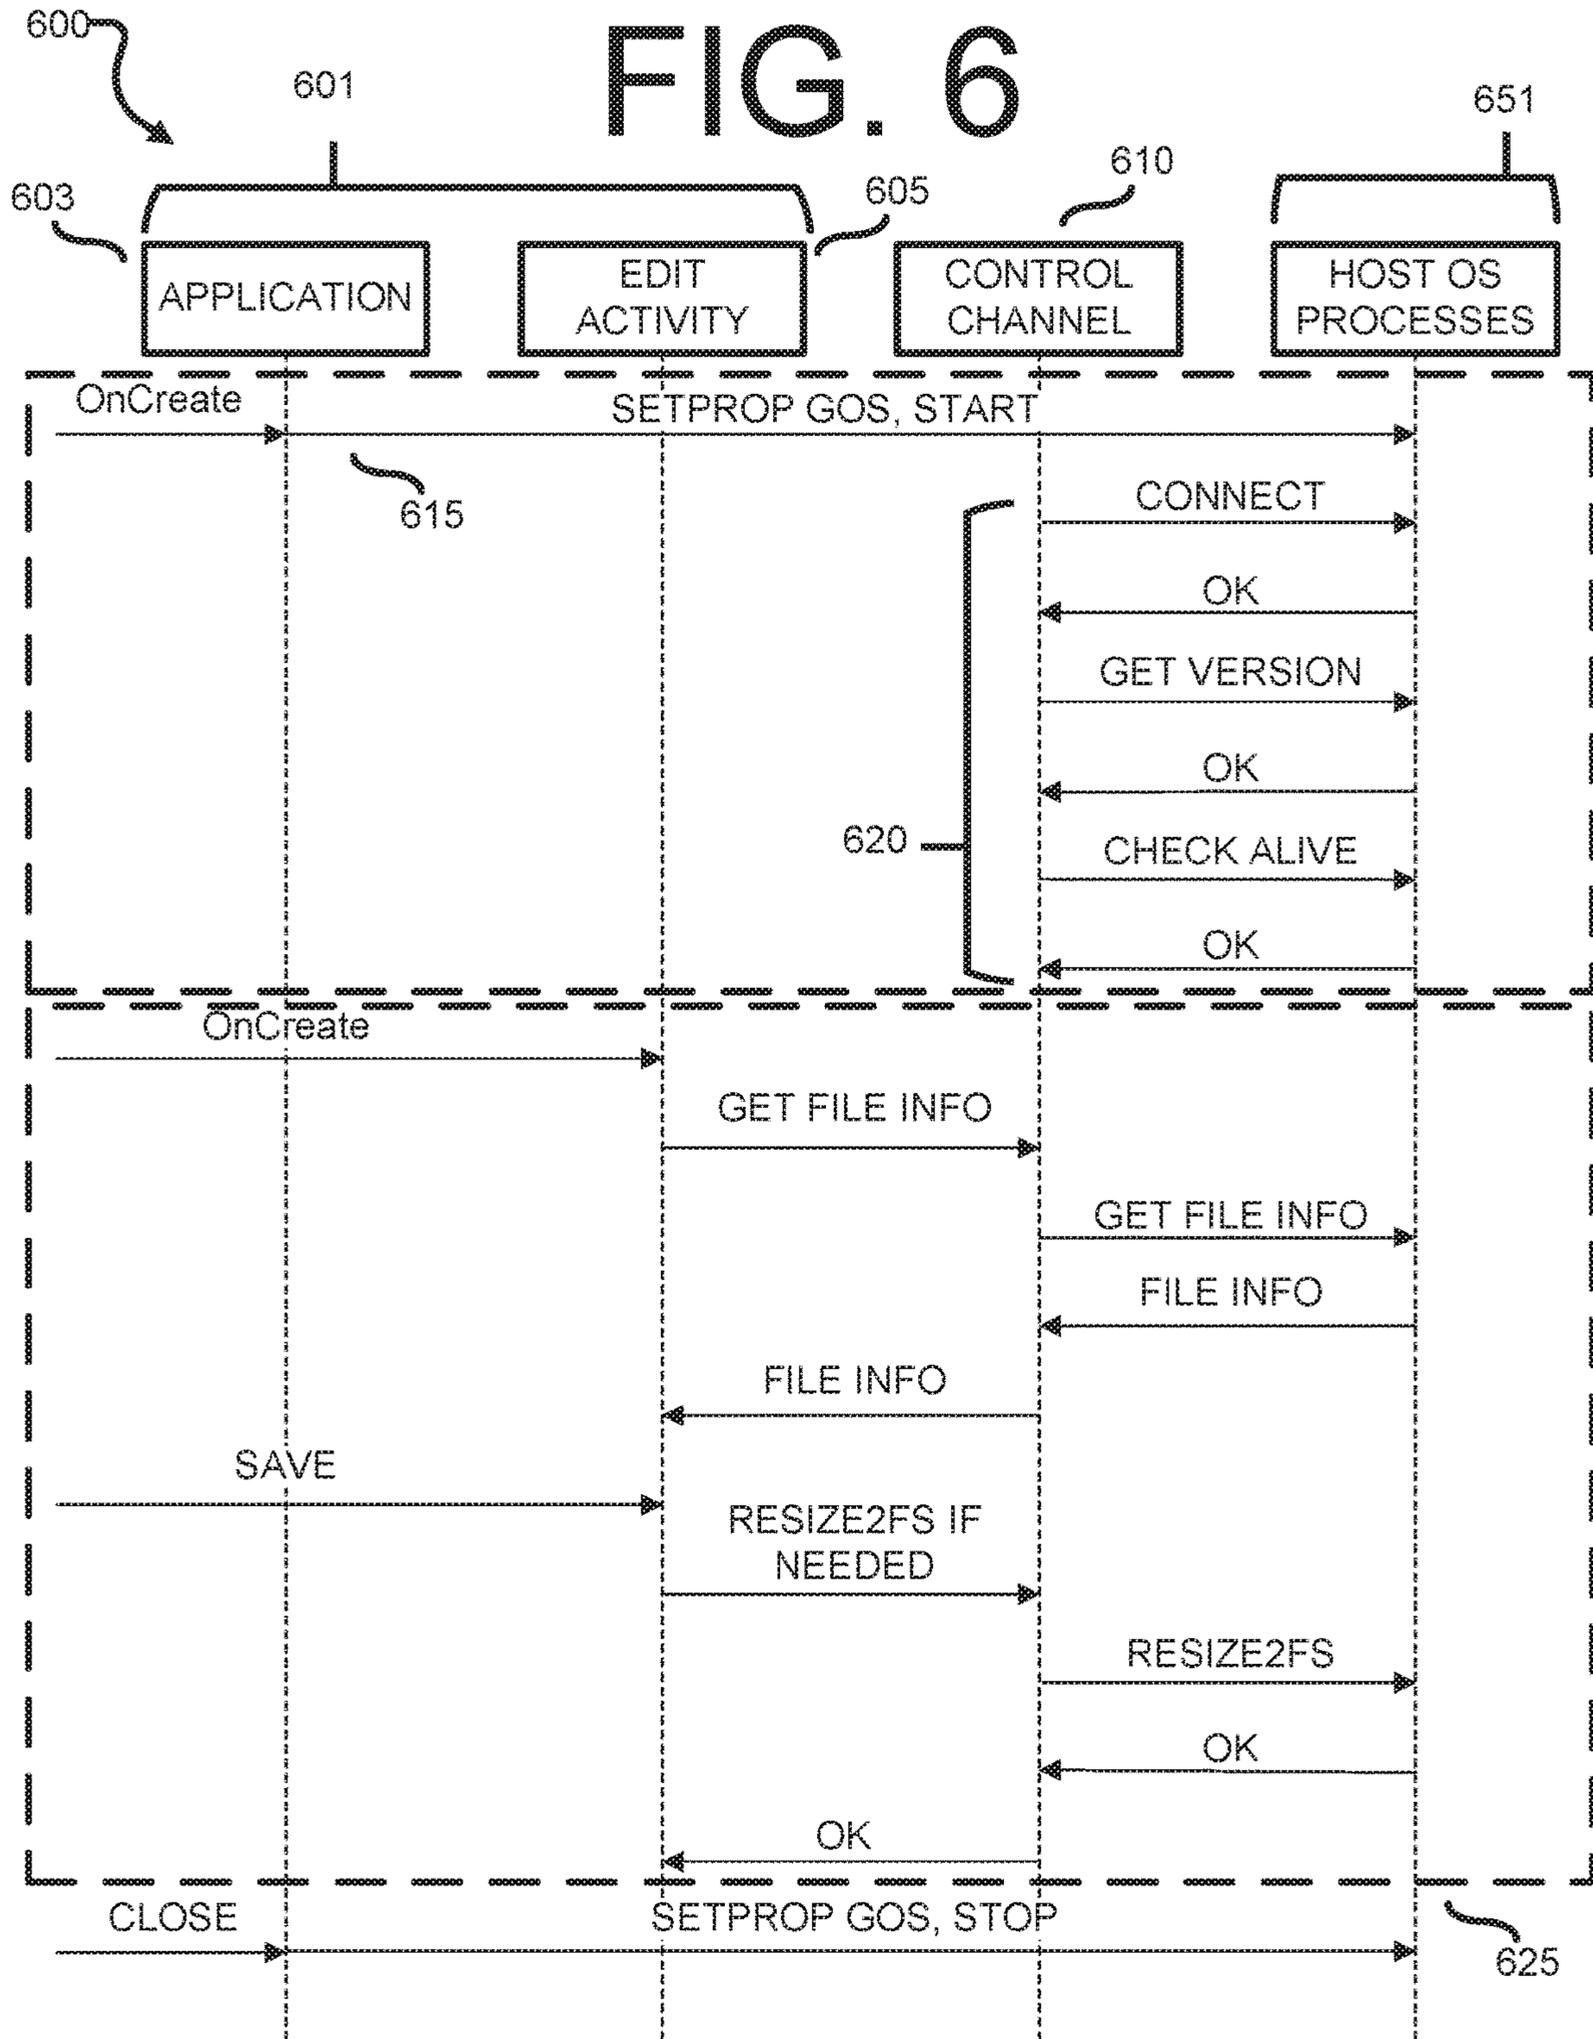 600
FIG. 6
601
651
610
603
605
APPLICATION
EDIT
ACTIVITY
CONTROL
CHANNEL
HOST OS
PROCESSES
OnCreate
SETPROP GOS, START
615
CONNECT
OK
GET VERSION
OK
620
CHECK ALIVE
OK
OnCreate
GET FILE INFO
GET FILE INFO
FILE INFO
FILE INFO
SAVE
RESIZE2FS IF
NEEDED
RESIZE2FS
OK
OK
CLOSE
SETPROP GOS, STOP
625